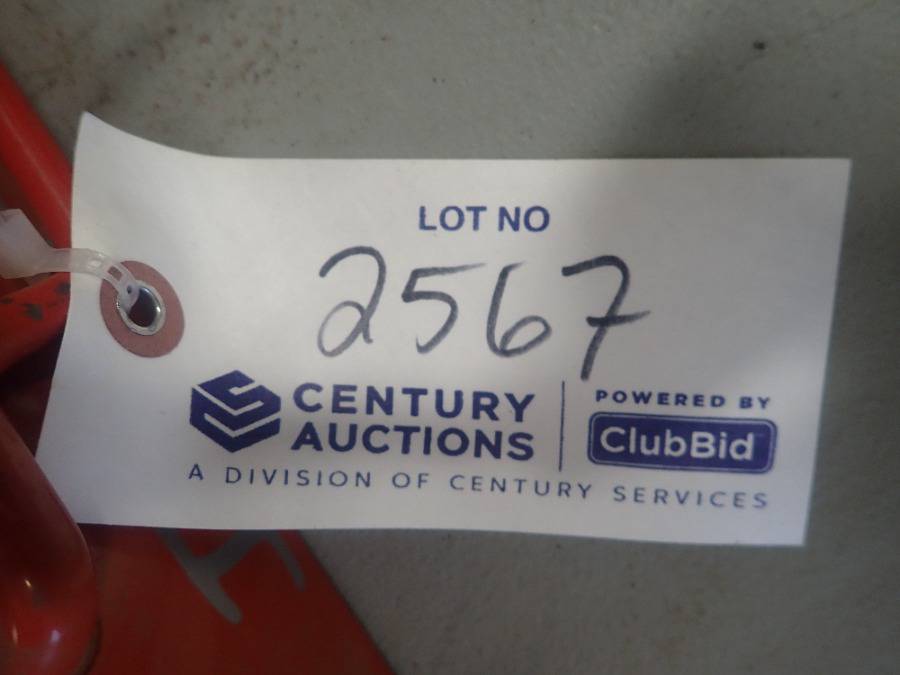 LOT NO
2567
CENTURY
AUCTIONS
A DIVISION OF CENTURY SERVICES
POWERED BY
ClubBid